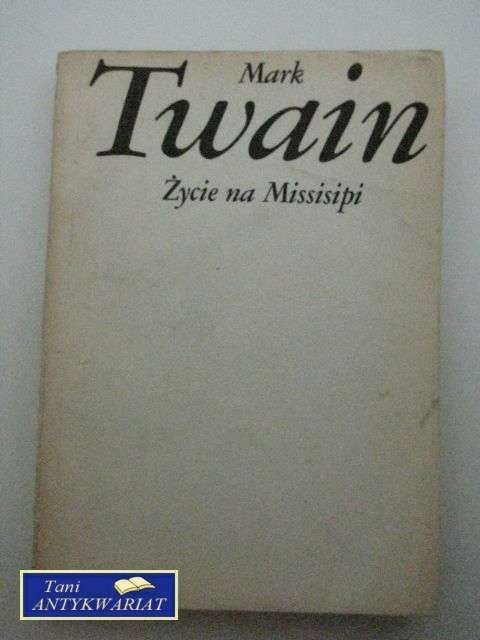 Mark
Twain
Życie na Missisipi
Tani
ANTYKWARIAT